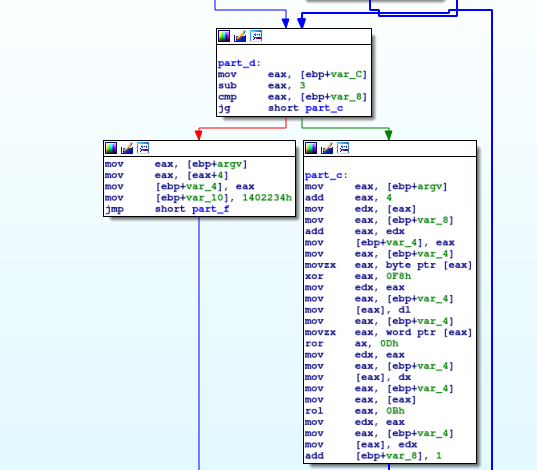 part_d:
mov eax, [ebp+var_C]
sub eax, 3
cmp eax, [ebp+var_8]
jg short part_c
mov eax, [ebp+argv]
mov eax, [eax+4]
mov [ebp+var_4], eax
mov [ebp+var_10], 1402234h
jmp short part_f
part_c:
mov eax, [ebp+argv]
add eax, 4
mov edx, [eax]
mov eax, [ebp+var_8]
add eax, edx
mov [ebp+var_4], eax
mov eax, [ebp+var_4]
movzx eax, byte ptr [eax]
xor eax, 0F8h
mov edx, eax
mov eax, [ebp+var_4]
mov [eax], dl
mov eax, [ebp+var_4]
movzx eax, word ptr [eax]
ror ax, 0Dh
mov edx, eax
mov eax, [ebp+var_4]
mov [eax], dx
mov eax, [ebp+var_4]
mov eax, [eax]
rol eax, 0Bh
mov edx, eax
mov eax, [ebp+var_4]
mov [eax], edx
add [ebp+var_8], 1